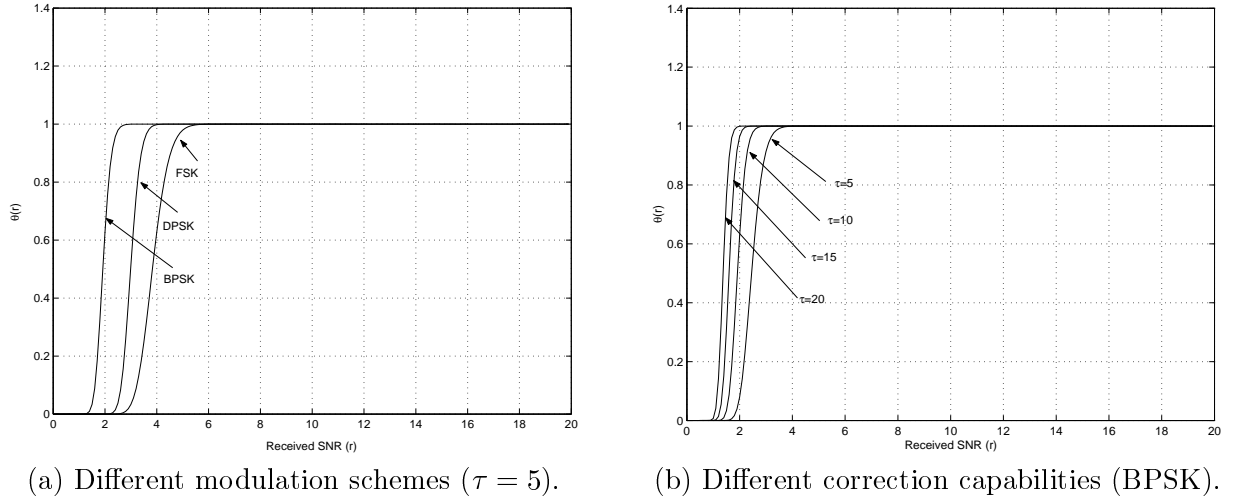 1.4
1.2
1
0.8
0.6
0.4
0.2
0
θ(r)
FSK
DPSK
BPSK
0 2 4 6 8 10 12 14 16 18 20
Received SNR (r)
(a) Different modulation schemes (τ = 5).
1.4
1.2
1
0.8
0.6
0.4
0.2
0
θ(r)
τ=5
τ=10
τ=15
τ=20
0 2 4 6 8 10 12 14 16 18 20
Received SNR (r)
(b) Different correction capabilities (BPSK).